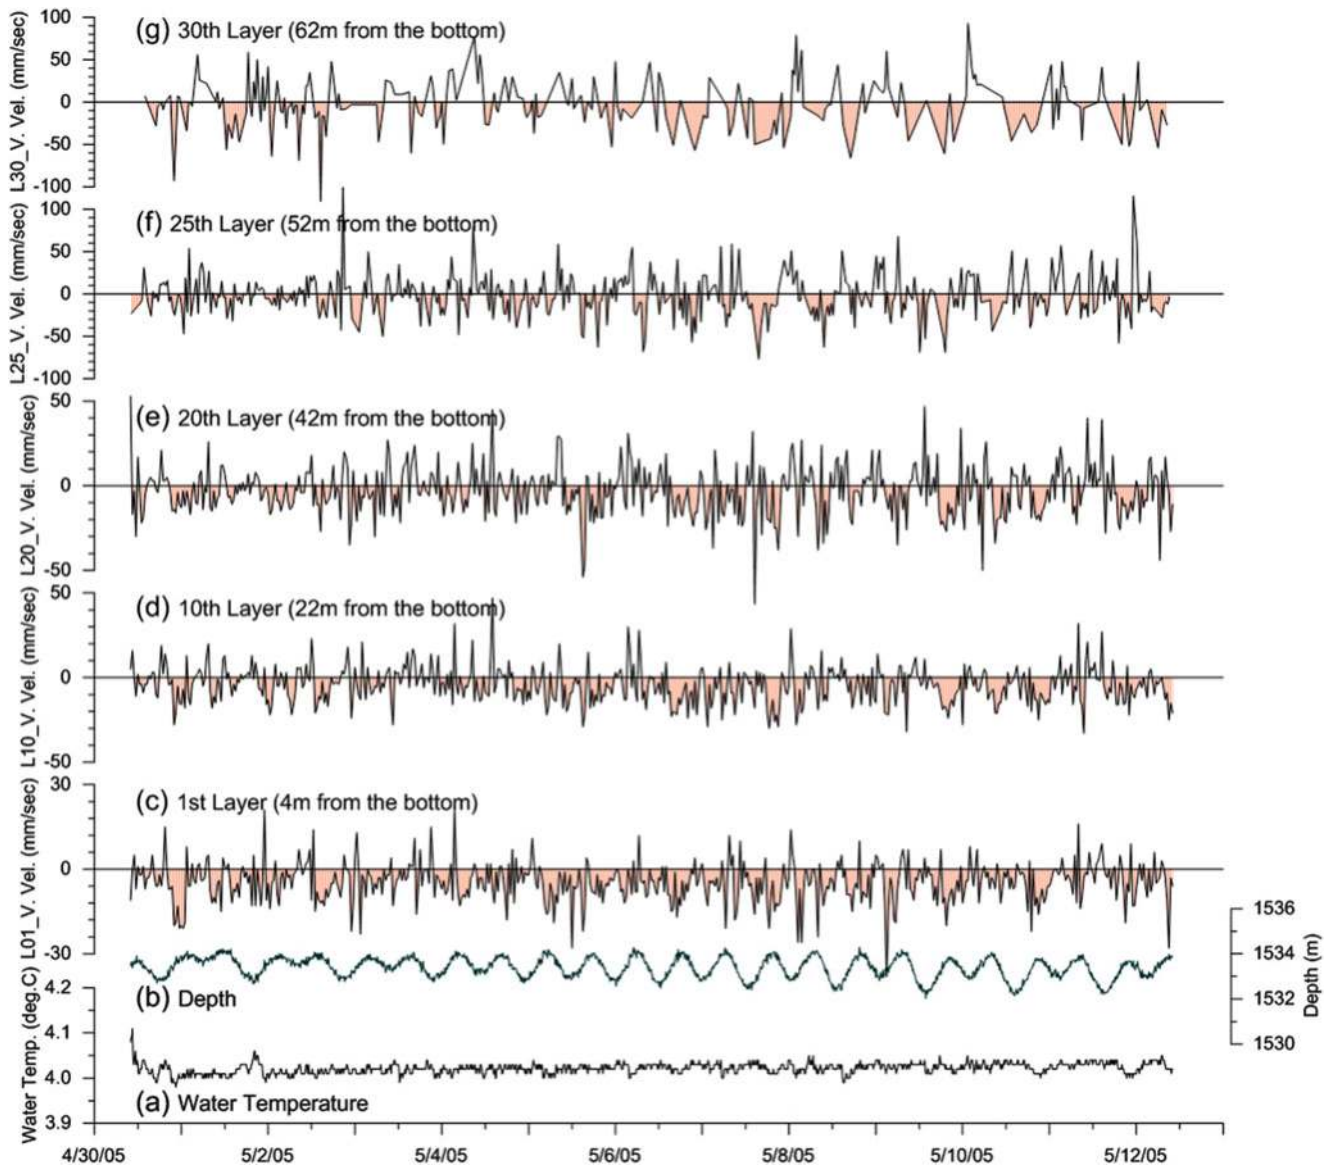 (g) 30th Layer (62m from the bottom)
L30_V. Vel. (mm/sec)
100
50
0
-50
-100
(f) 25th Layer (52m from the bottom)
L25_V. Vel. (mm/sec)
100
50
0
-50
-100
(e) 20th Layer (42m from the bottom)
L20_V. Vel. (mm/sec)
50
0
-50
(d) 10th Layer (22m from the bottom)
L10_V. Vel. (mm/sec)
50
0
-50
(c) 1st Layer (4m from the bottom)
L01_V. Vel. (mm/sec)
30
0
-30
(b) Depth
Depth (m)
1536
1534
1532
1530
Water Temp. (deg.C)
4.2
4.1
4.0
3.9
(a) Water Temperature
4/30/05
5/2/05
5/4/05
5/6/05
5/8/05
5/10/05
5/12/05